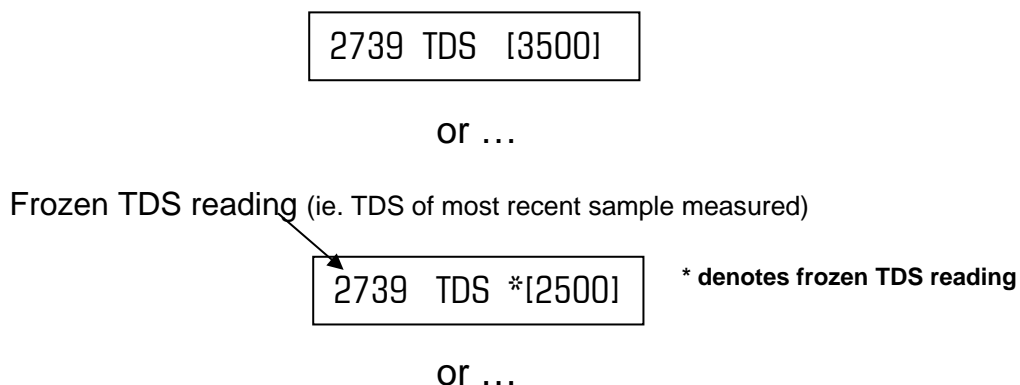 2739 TDS [3500]
or …
Frozen TDS reading (ie. TDS of most recent sample measured)
2739 TDS *[2500]
* denotes frozen TDS reading
or …